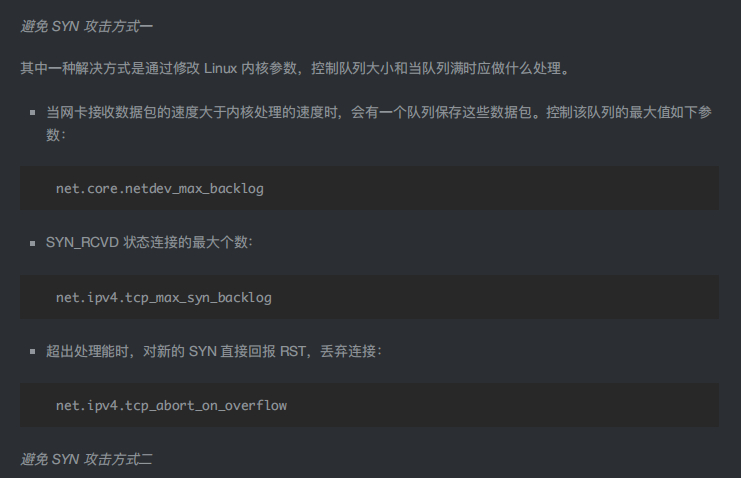 避免 SYN 攻击方式一
其中一种解决方式是通过修改 Linux 内核参数，控制队列大小和当队列满时应做什么处理。
当网卡接收数据包的速度大于内核处理的速度时，会有一个队列保存这些数据包。控制该队列的最大值如下参
数：
net.core.netdev_max_backlog
SYN_RCVD 状态连接的最大个数：
net.ipv4.tcp_max_syn_backlog
超出处理能时，对新的 SYN 直接回报 RST，丢弃连接：
net.ipv4.tcp_abort_on_overflow
避免 SYN 攻击方式二